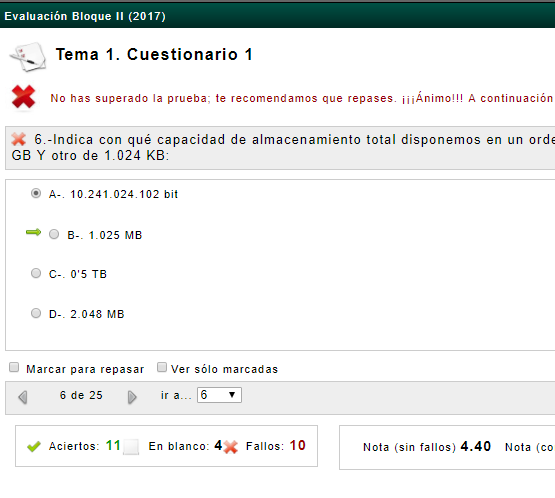 Evaluación Bloque II (2017)
Tema 1. Cuestionario 1
No has superado la prueba; te recomendamos que repases. ¡¡¡Ánimo!!! A continuación
6.-Indica con qué capacidad de almacenamiento total disponemos en un orde
GB Y otro de 1.024 KB:
A-. 10.241.024.102 bit
B-. 1.025 MB
C-. 0'5 TB
D-. 2.048 MB
Marcar para repasar Ver sólo marcadas
6 de 25 ir a... 6
Aciertos: 11 En blanco: 4 Fallos: 10 Nota (sin fallos) 4.40 Nota (co